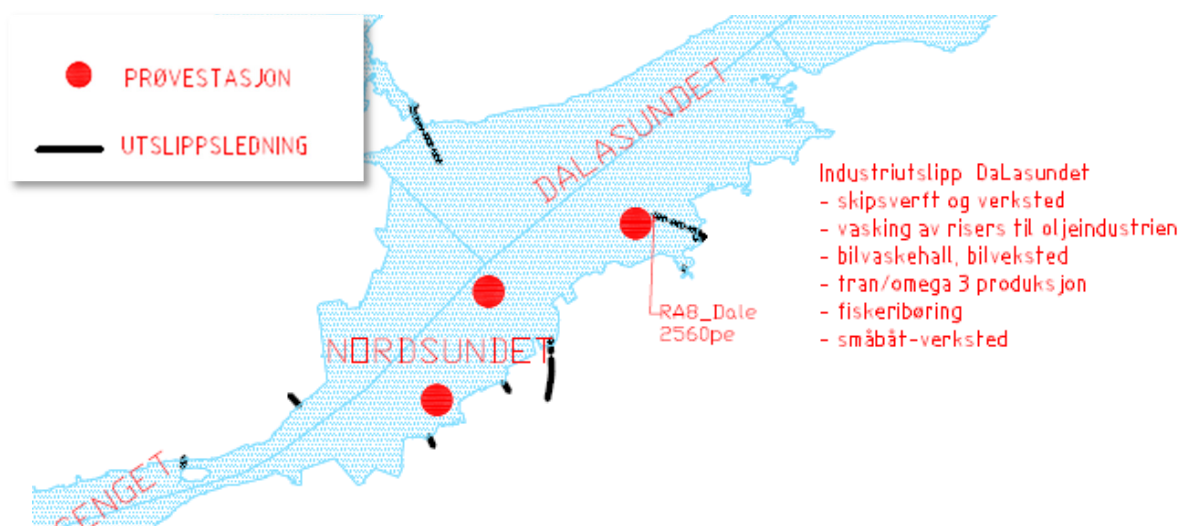 PRØVESTASJON
UTSLIPPSLEDNING
DALASUNDET
Industriutslipp DaLasundet
- skipsverft og verksted
- vasking av risers til oljeindustrien
- bilvaskehall, bilveksted
- tran/omega 3 produksjon
- fiskeribøring
- småbåt-verksted
RA8_Dale
2560pe
NORDSUNDET
SENGET